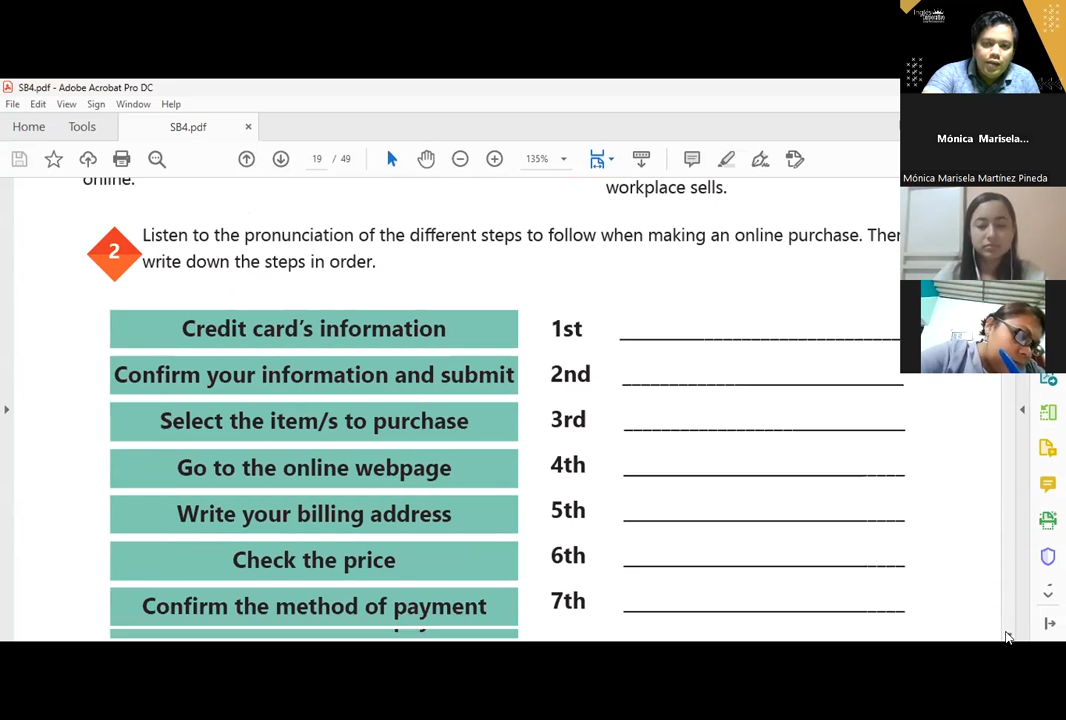 SB4.pdf - Adobe Acrobat Pro DC
File Edit View Sign Window Help
Home Tools SB4.pdf ×
19 / 49 135%
online.
workplace sells.
2
Listen to the pronunciation of the different steps to follow when making an online purchase. Ther
write down the steps in order.
Credit card's information 1st
Confirm your information and submit 2nd
Select the item/s to purchase 3rd
Go to the online webpage 4th
Write your billing address 5th
Check the price 6th
Confirm the method of payment 7th
Inglés
Mónica Marisela...
Mónica Marisela Martínez Pineda